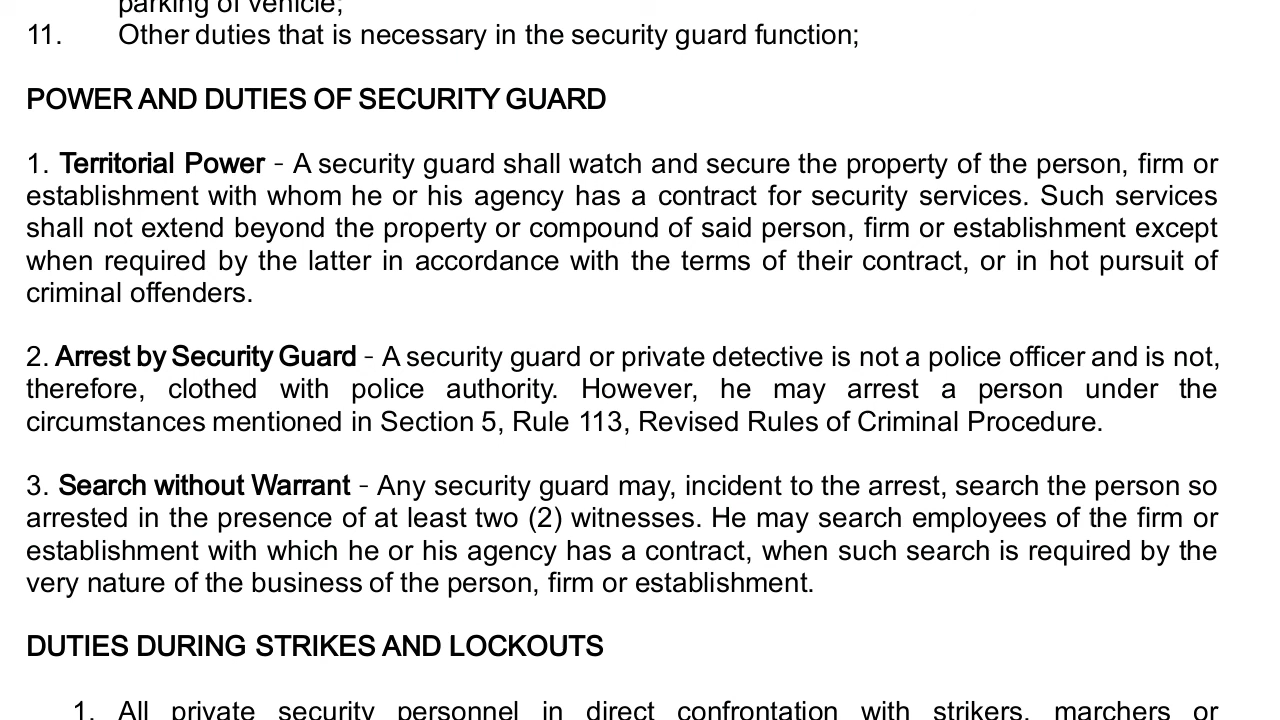 parking of vehicle;
11. Other duties that is necessary in the security guard function;
POWER AND DUTIES OF SECURITY GUARD
1. Territorial Power - A security guard shall watch and secure the property of the person, firm or
establishment with whom he or his agency has a contract for security services. Such services
shall not extend beyond the property or compound of said person, firm or establishment except
when required by the latter in accordance with the terms of their contract, or in hot pursuit of
criminal offenders.
2. Arrest by Security Guard - A security guard or private detective is not a police officer and is not,
therefore, clothed with police authority. However, he may arrest a person under the
circumstances mentioned in Section 5, Rule 113, Revised Rules of Criminal Procedure.
3. Search without Warrant - Any security guard may, incident to the arrest, search the person so
arrested in the presence of at least two (2) witnesses. He may search employees of the firm or
establishment with which he or his agency has a contract, when such search is required by the
very nature of the business of the person, firm or establishment.
DUTIES DURING STRIKES AND LOCKOUTS
1. All private security personnel in direct confrontation with strikers, marchers or